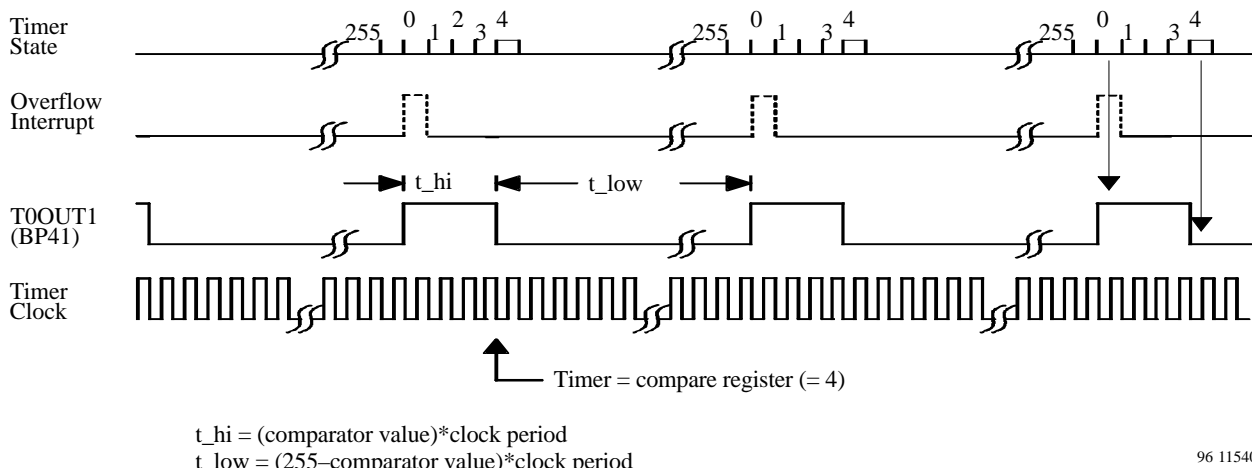 Timer
State
255 0 1 2 3 4 255 0 1 3 4 255 0 1 3 4
Overflow
Interrupt
t_hi t_low
T0OUT1
(BP41)
Timer
Clock
Timer = compare register (= 4)
t_hi = (comparator value)*clock period
t_low = (255–comparator value)*clock period
96 11540